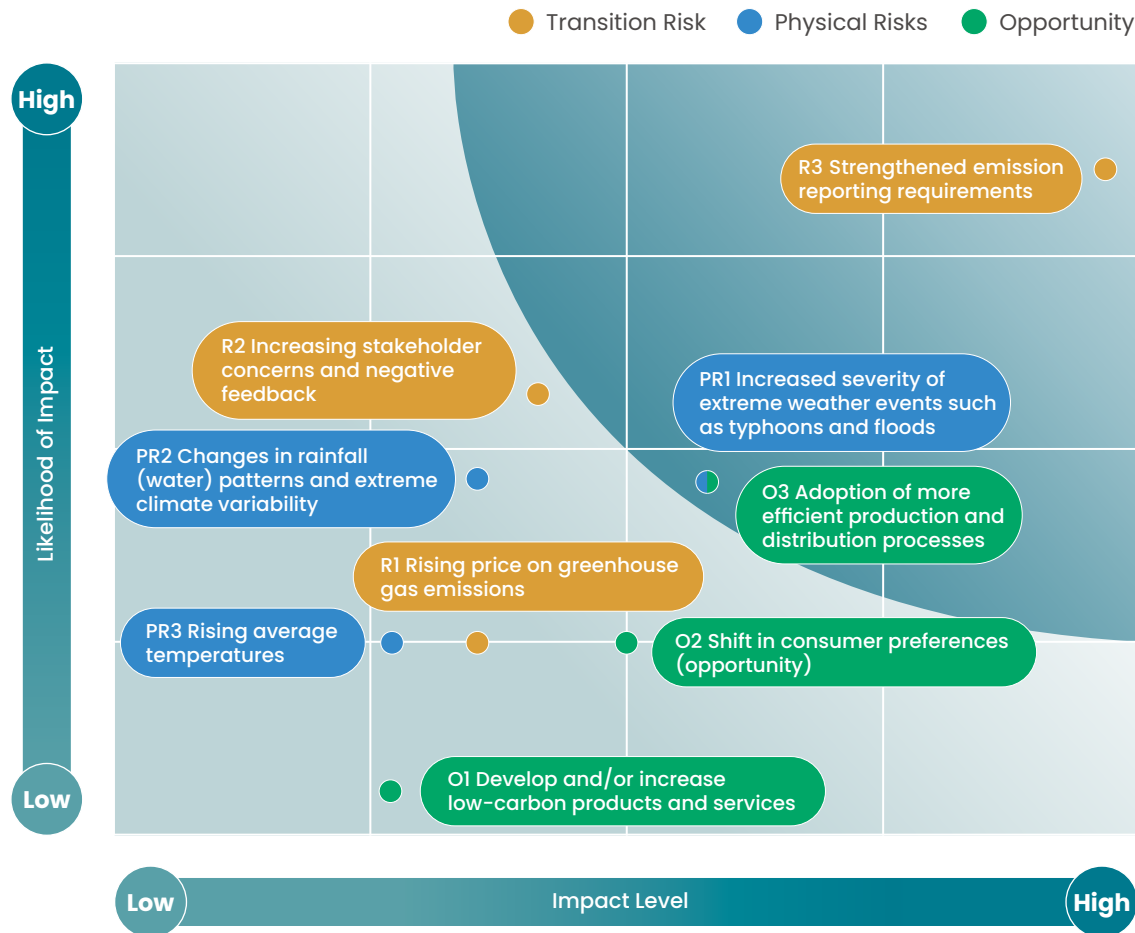 Transition Risk
Physical Risks
Opportunity
High
R3 Strengthened emission
reporting requirements
R2 Increasing stakeholder
concerns and negative
feedback
PR1 Increased severity of
extreme weather events such
as typhoons and floods
Likelihood of Impact
PR2 Changes in rainfall
(water) patterns and extreme
climate variability
O3 Adoption of more
efficient production and
distribution processes
R1 Rising price on greenhouse
gas emissions
PR3 Rising average
temperatures
O2 Shift in consumer preferences
(opportunity)
O1 Develop and/or increase
low-carbon products and services
Low
Low
Impact Level
High